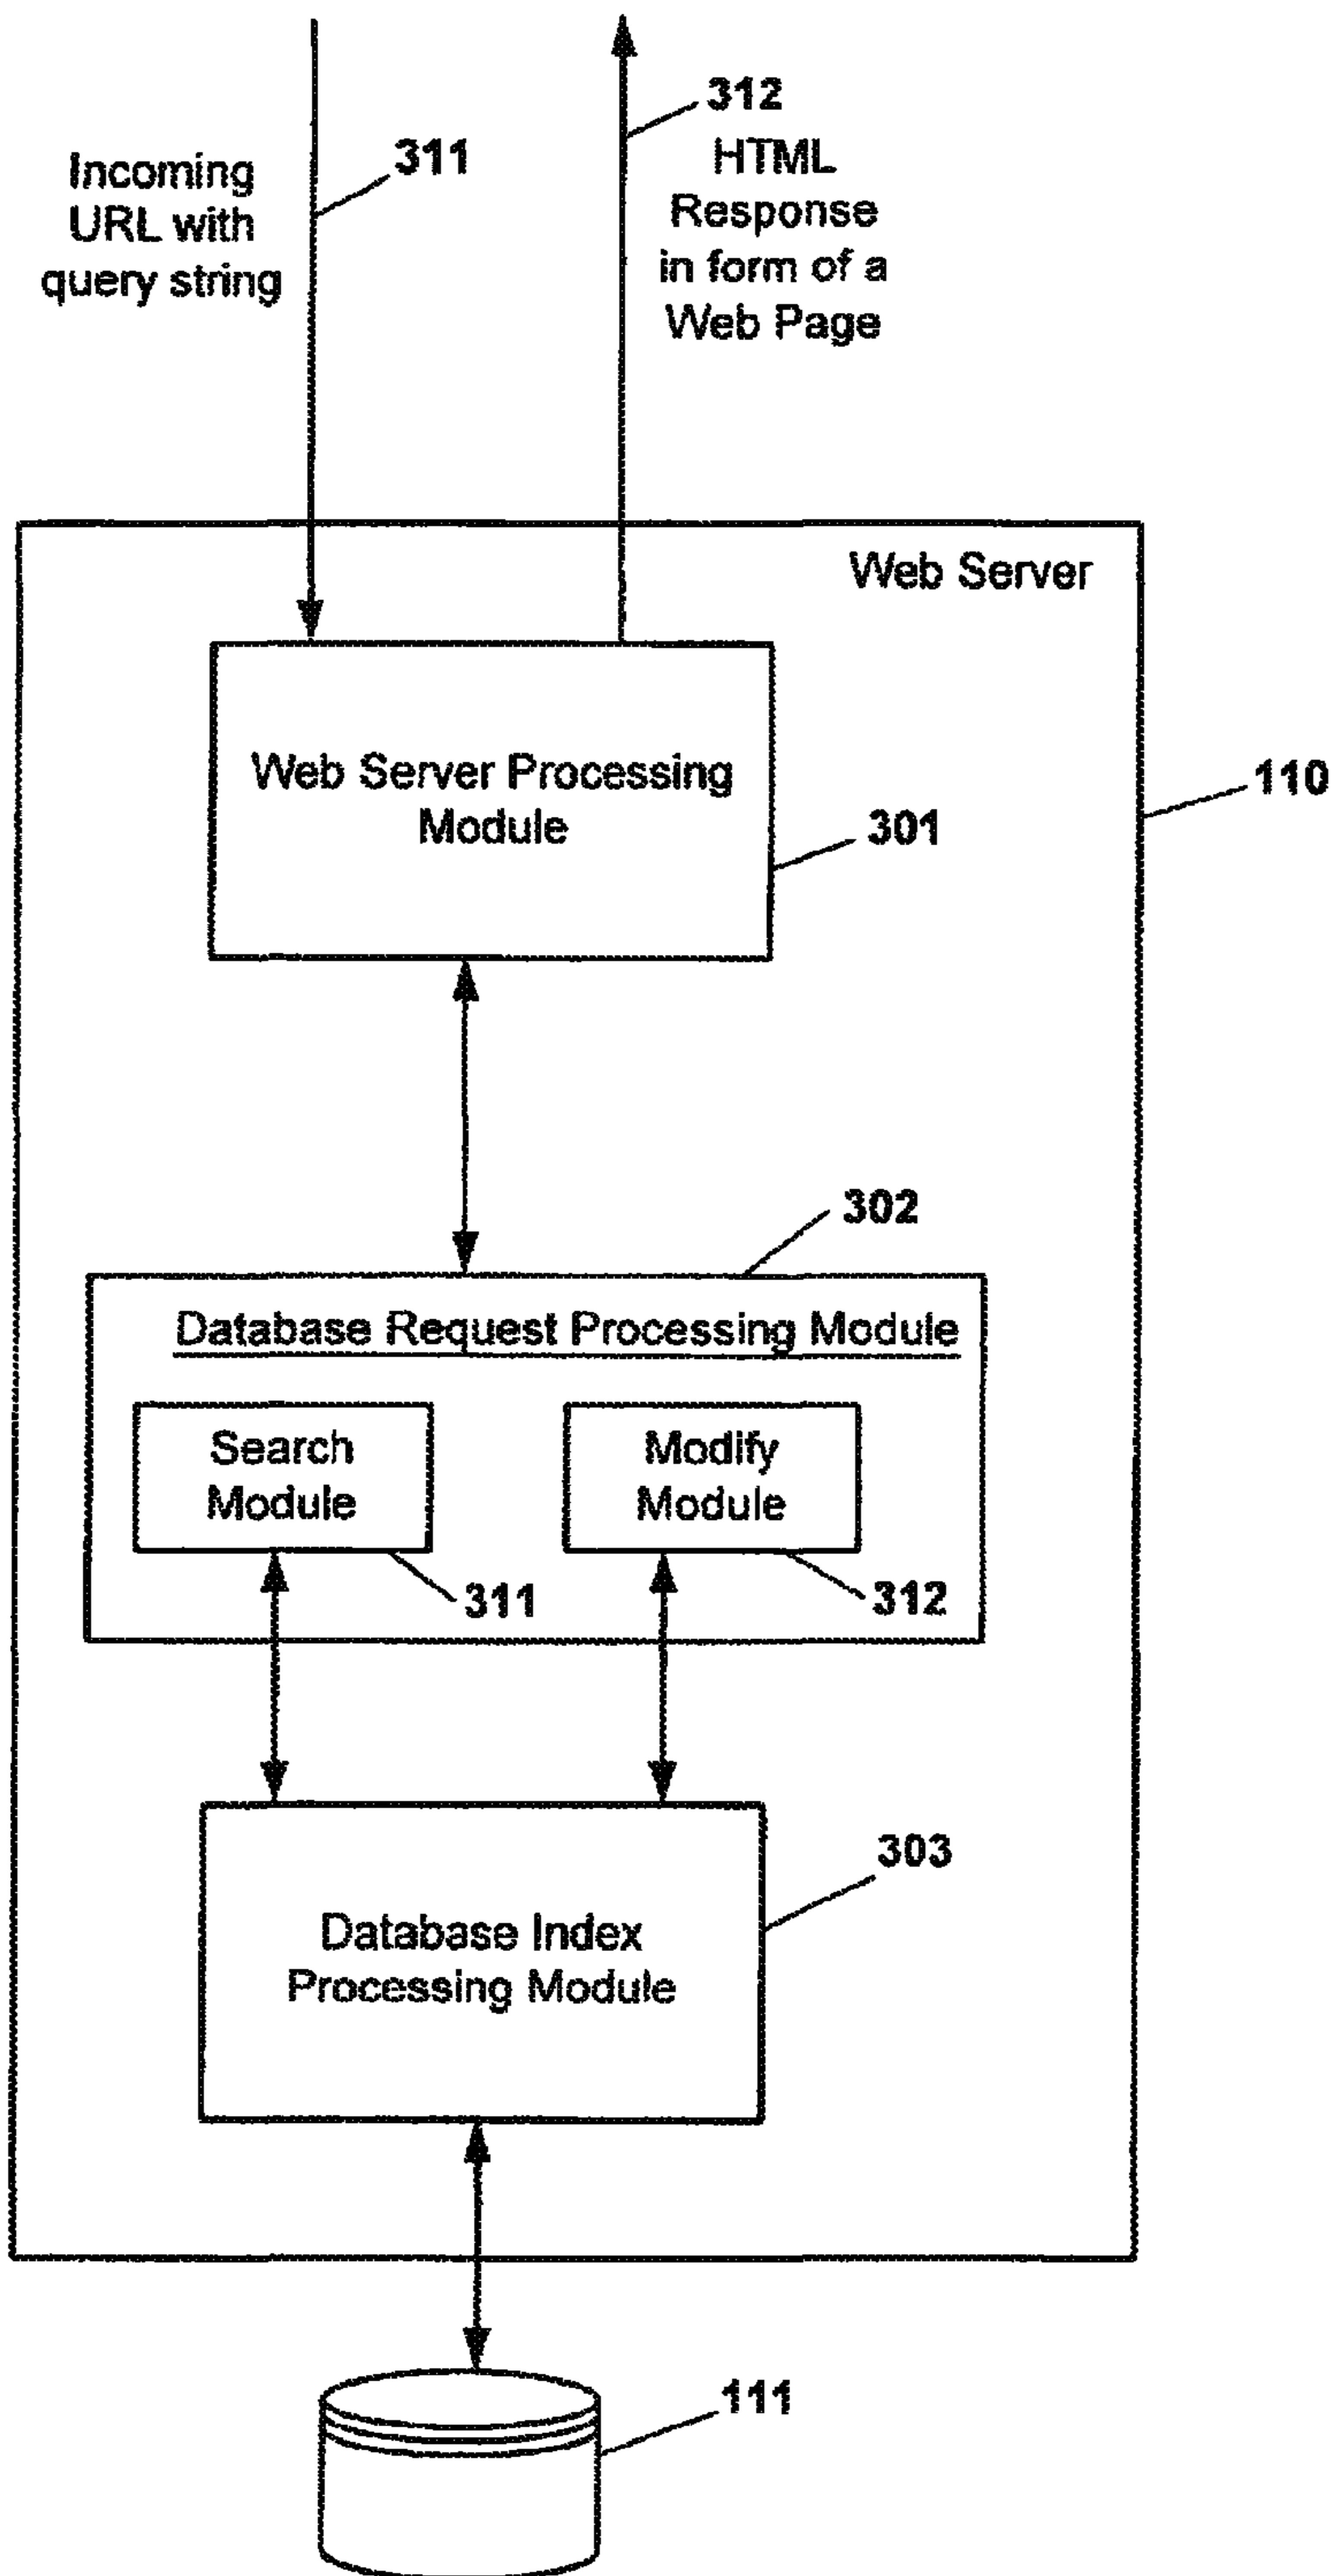 311
Incoming
URL with
query string
312
HTML
Response
in form of a
Web Page
Web Server
110
Web Server Processing
Module
301
302
Database Request Processing Module
Search
Module
311
Modify
Module
312
303
Database Index
Processing Module
111